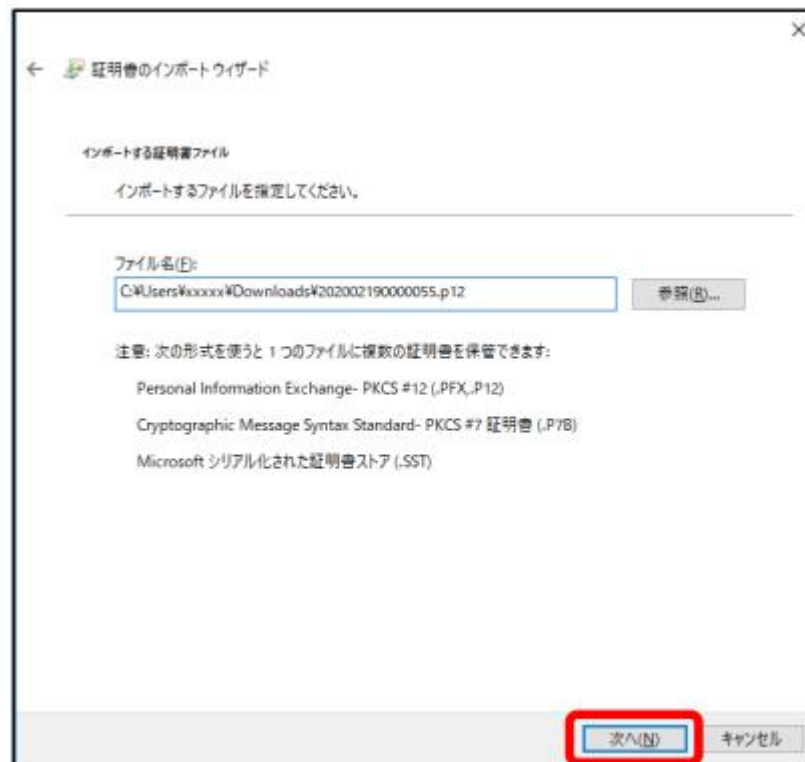 証明書のインポート ウィザード
インポートする証明書ファイル
インポートするファイルを指定してください。
ファイル名(F):
C:¥Users¥xxxxx¥Downloads¥202002190000055.p12
参照(R)...
注意: 次の形式を使うと 1 つのファイルに複数の証明書を保管できます:
Personal Information Exchange- PKCS #12 (.PFX,.P12)
Cryptographic Message Syntax Standard- PKCS #7 証明書 (.P7B)
Microsoft シリアル化された証明書ストア (.SST)
次へ(N)
キャンセル